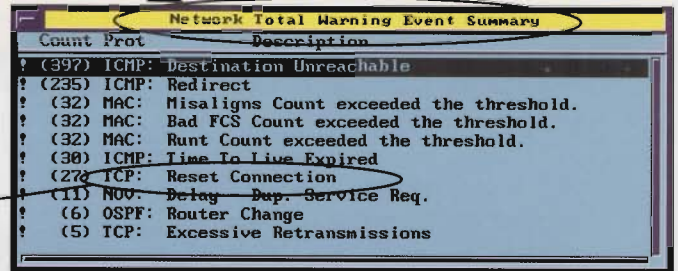 Network Total Warning Event Summary
Count Prot Description
! (397) ICMP: Destination Unreachable
! (235) ICMP: Redirect
! (32) MAC: Misaligns Count exceeded the threshold.
! (32) MAC: Bad FCS Count exceeded the threshold.
! (32) MAC: Runt Count exceeded the threshold.
! (30) ICMP: Time To Live Expired
! (27) TCP: Reset Connection
! (11) NOV: Delay Dup. Service Req.
! (6) OSPF: Router Change
! (5) TCP: Excessive Retransmissions